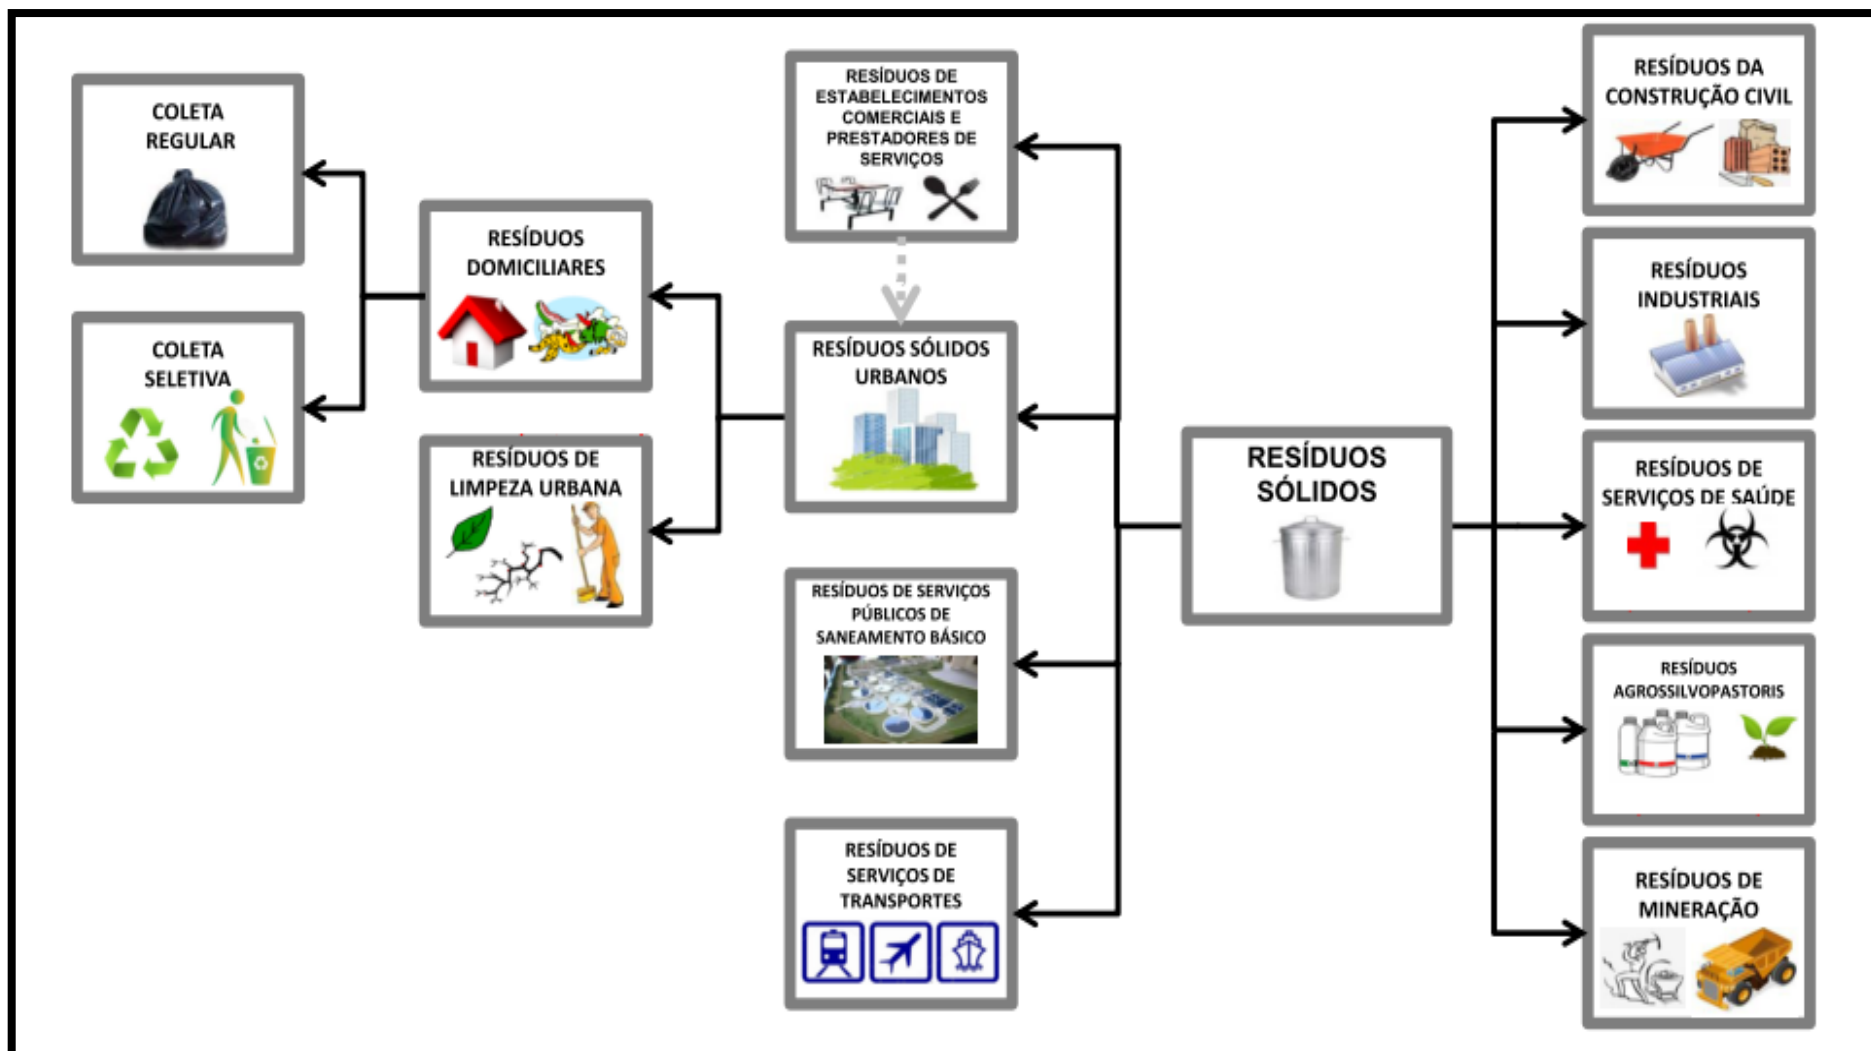 COLETA
REGULAR
COLETA
SELETIVA
RESÍDUOS
DOMICILIARES
RESÍDUOS DE
LIMPEZA URBANA
RESÍDUOS DE
ESTABELECIMENTOS
COMERCIAIS E
PRESTADORES DE
SERVIÇOS
RESÍDUOS SÓLIDOS
URBANOS
RESÍDUOS DE SERVIÇOS
PÚBLICOS DE
SANEAMENTO BÁSICO
RESÍDUOS DE
SERVIÇOS DE
TRANSPORTES
RESÍDUOS
SÓLIDOS
RESÍDUOS DA
CONSTRUÇÃO CIVIL
RESÍDUOS
INDUSTRIAIS
RESÍDUOS DE
SERVIÇOS DE SAÚDE
RESÍDUOS
AGROSSILVOPASTORIS
RESÍDUOS DE
MINERAÇÃO